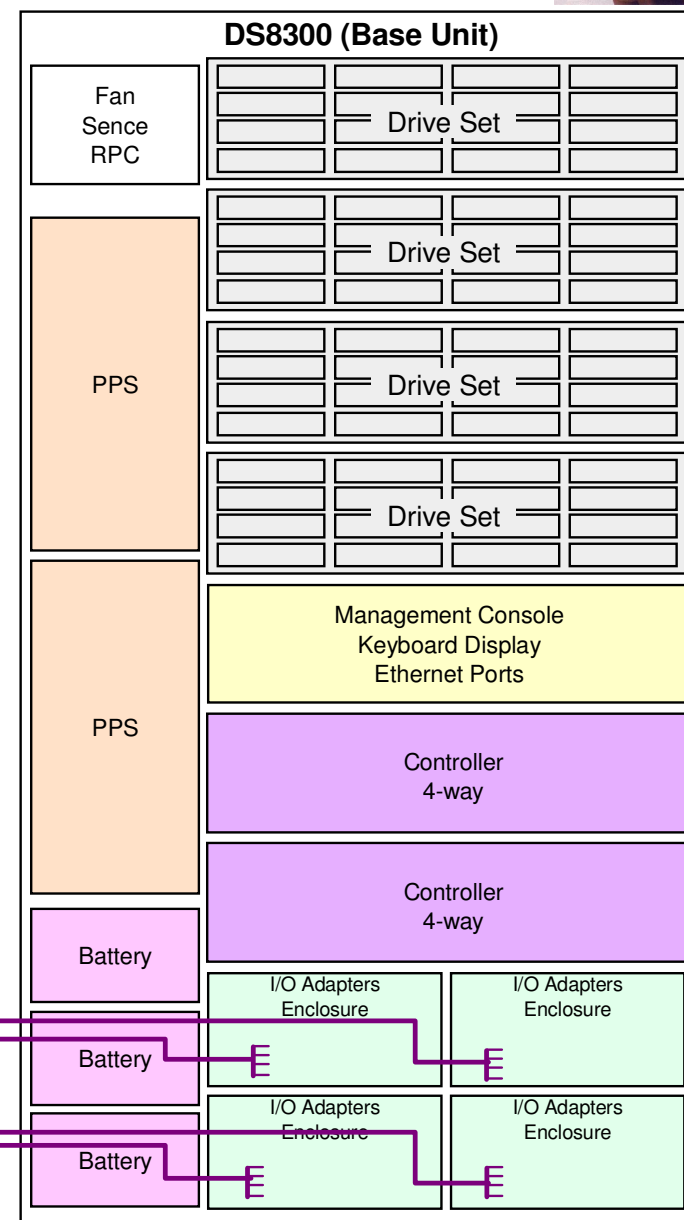 DS8300 (Base Unit)
Fan
Sence
RPC
Drive Set
Drive Set
PPS
Drive Set
Drive Set
Management Console
Keyboard Display
Ethernet Ports
PPS
Controller
4-way
Controller
4-way
Battery
I/O Adapters
Enclosure
I/O Adapters
Enclosure
Battery
I/O Adapters
Enclosure
I/O Adapters
Enclosure
Battery